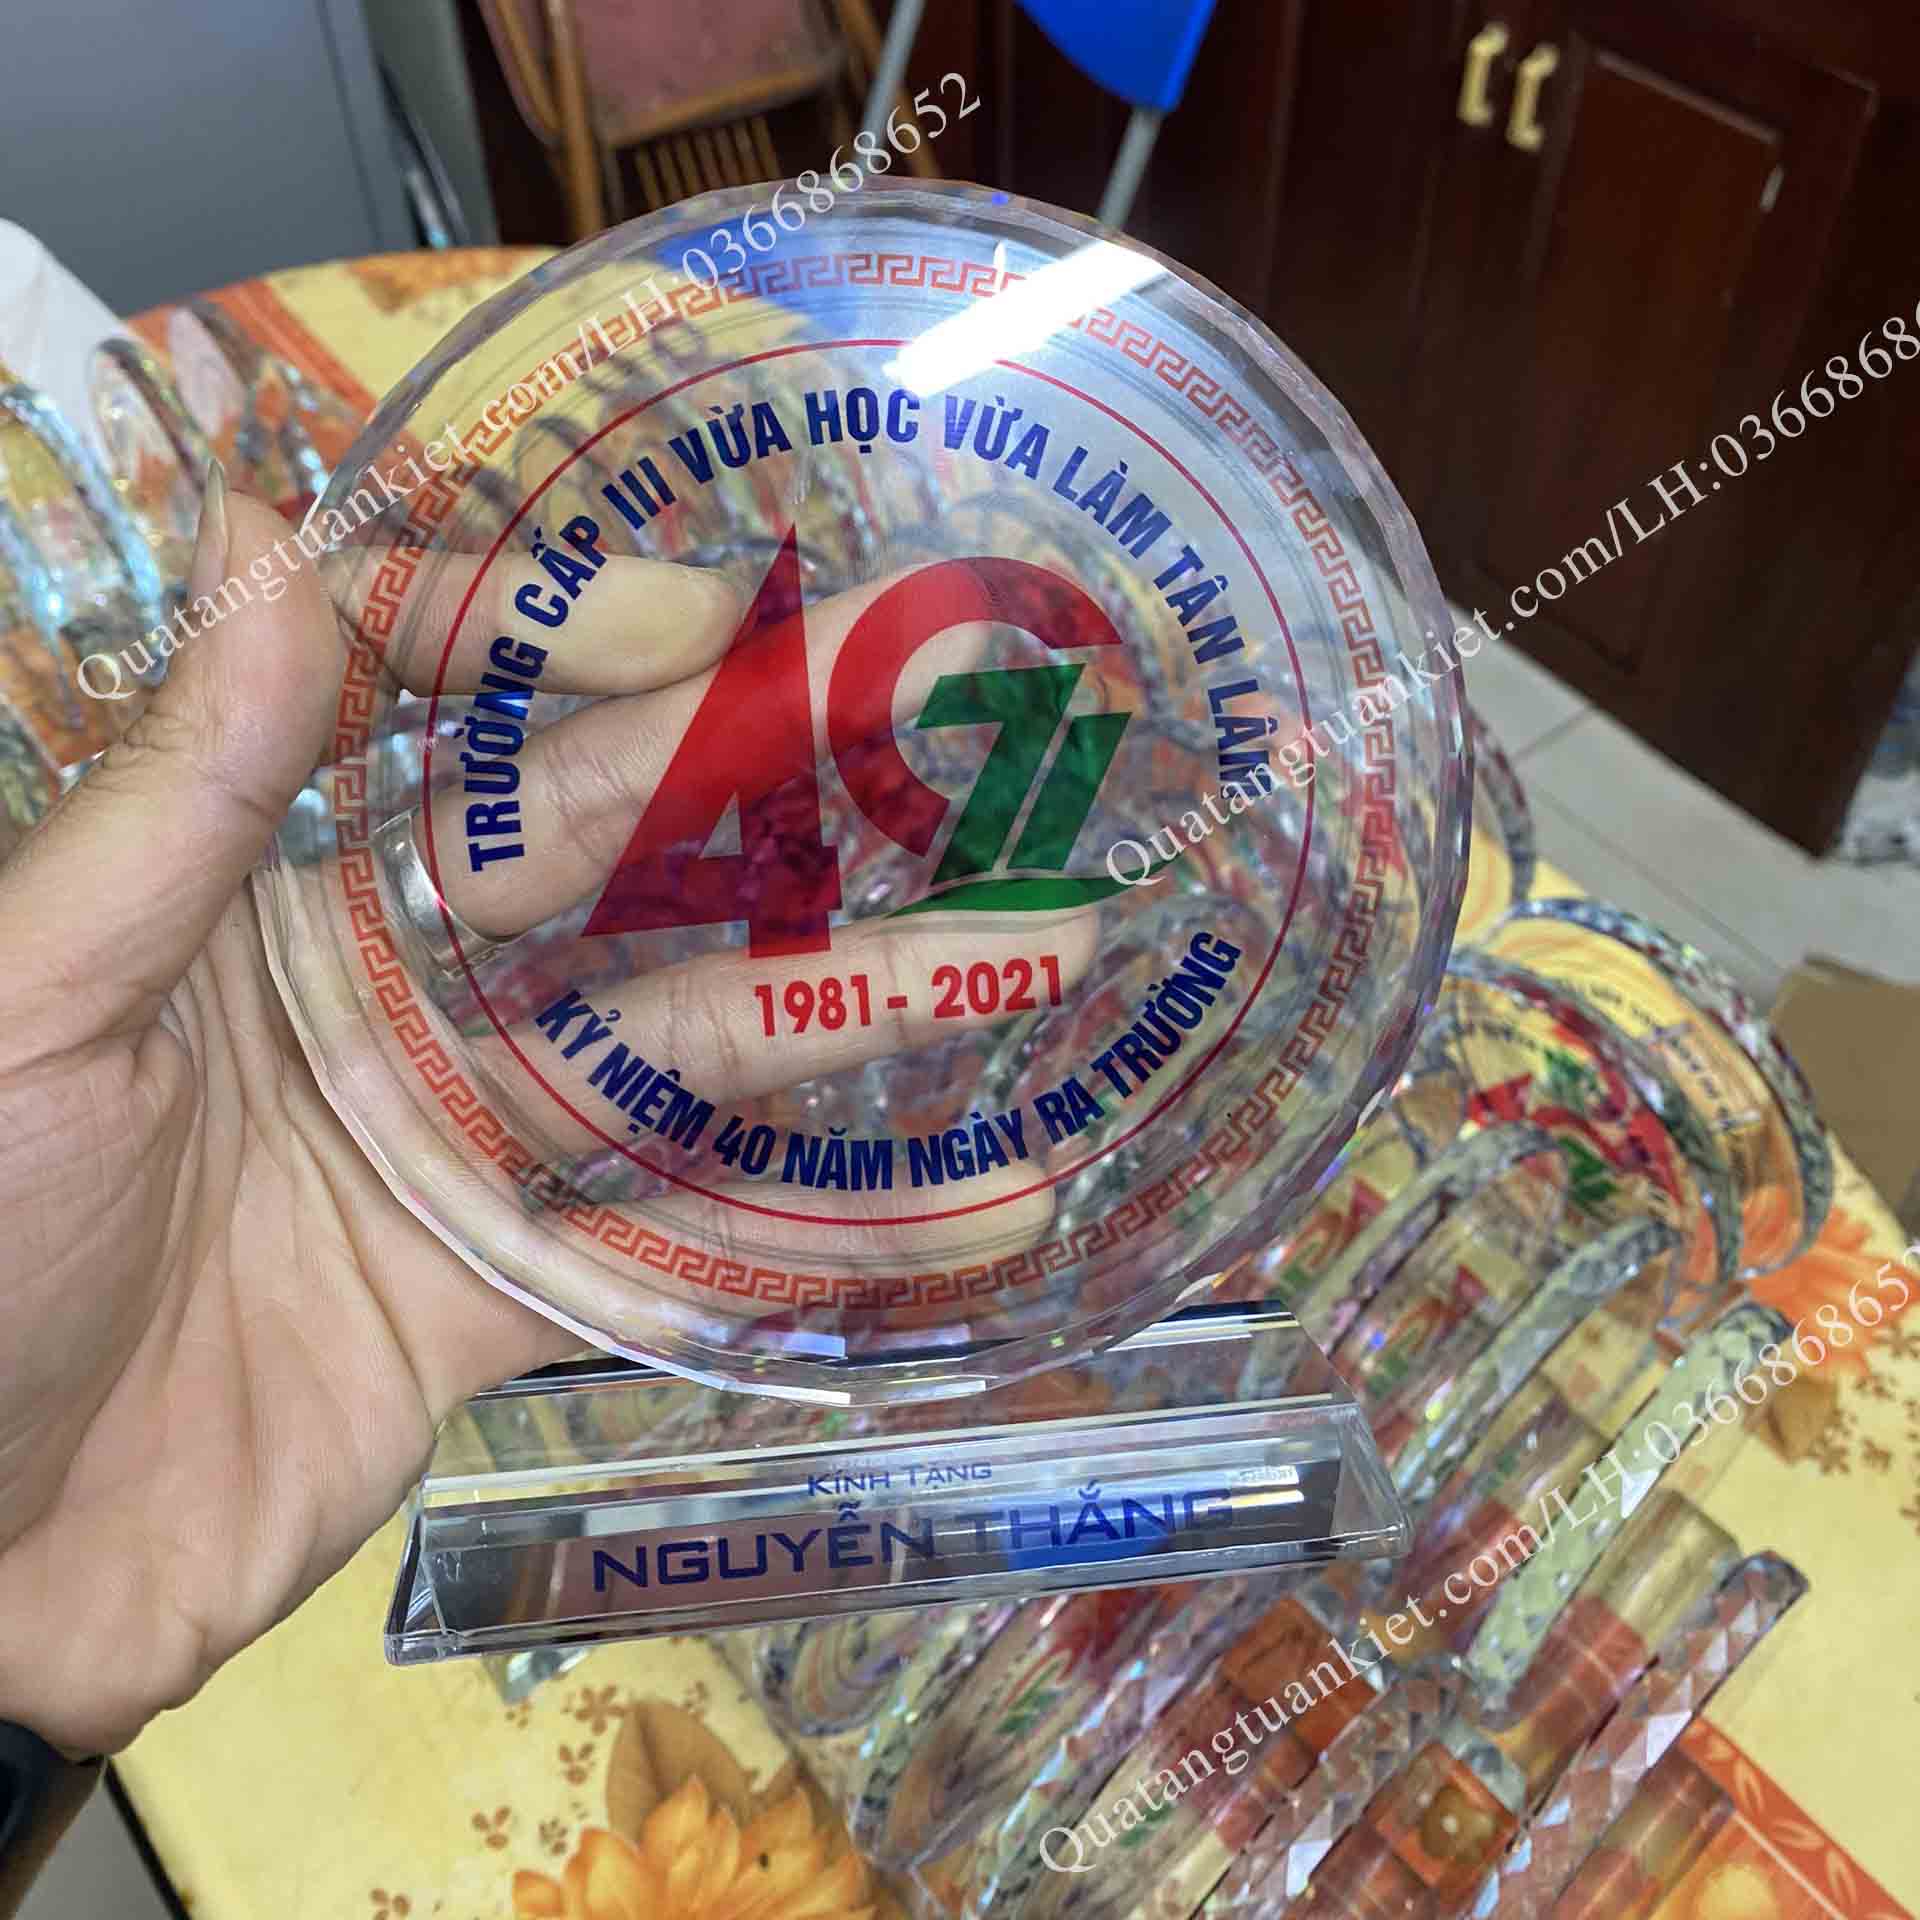 TRƯỜNG CẤP III VỪA HỌC VỪA LÀM TÂN LÂM
40
1981 - 2021
KỶ NIỆM 40 NĂM NGÀY RA TRƯỜNG
KÍNH TẶNG
NGUYỄN THẮNG
Quatangtuankiet.com/LH:0366868652
Quatangtuankiet.com/LH:03668686
Quatangtuankiet.com/LH:0366868652